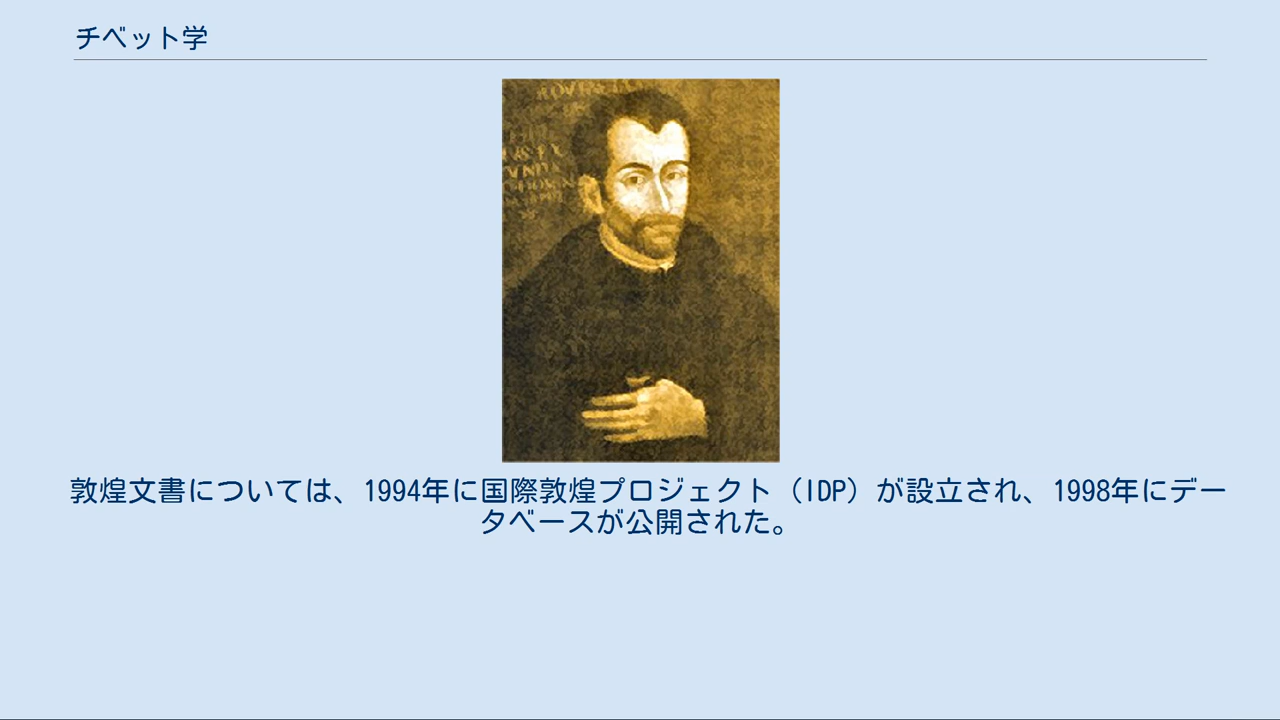 チベット学
敦煌文書については、1994年に国際敦煌プロジェクト（IDP）が設立され、1998年にデー
タベースが公開された。